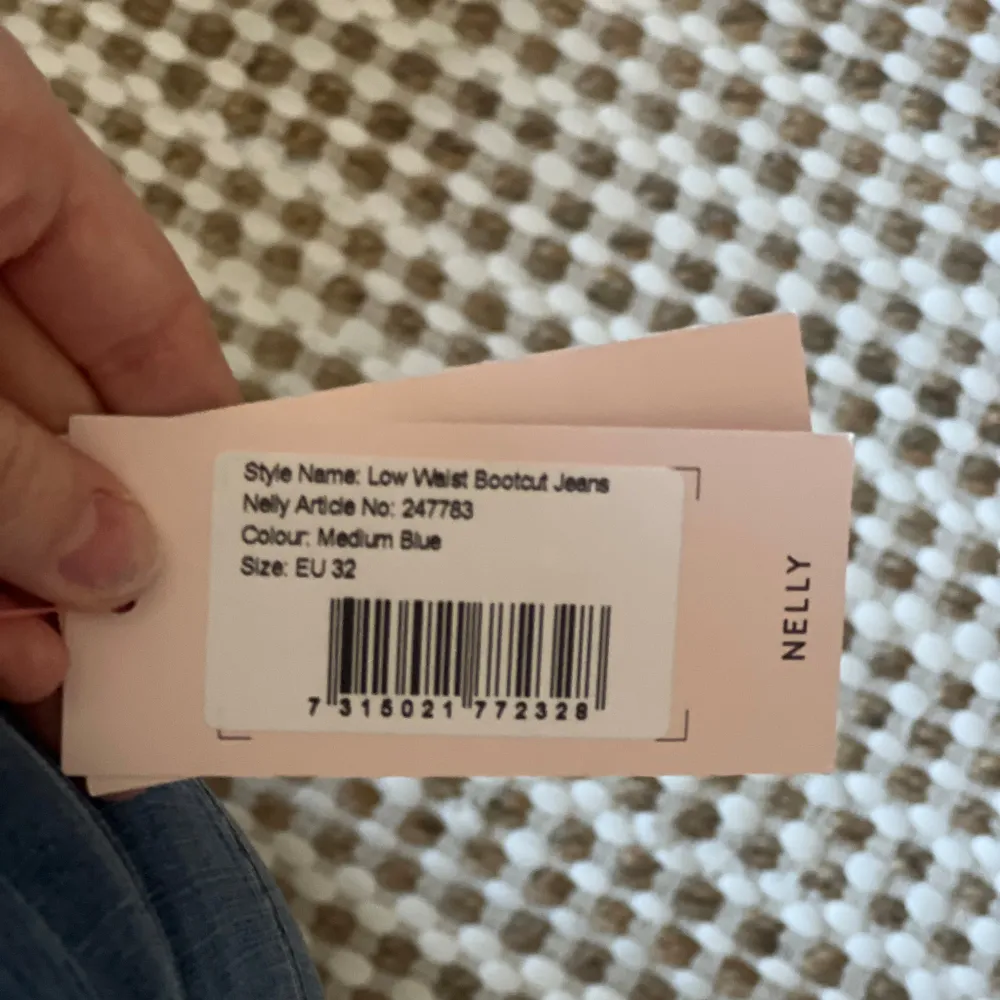 Style Name: Low Waist Bootcut Jeans
Nelly Article No: 247783
Colour: Medium Blue
Size: EU 32
7 315021 772328
NELLY